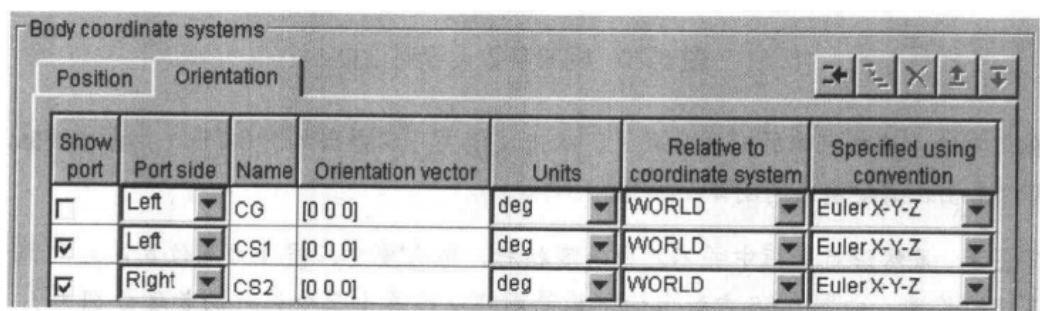 Body coordinate systems
Position Orientation
Show port Port side Name Orientation vector Units Relative to coordinate system Specified using convention
Left CG [0 0 0] deg WORLD Euler X-Y-Z
Left CS1 [0 0 0] deg WORLD Euler X-Y-Z
Right CS2 [0 0 0] deg WORLD Euler X-Y-Z